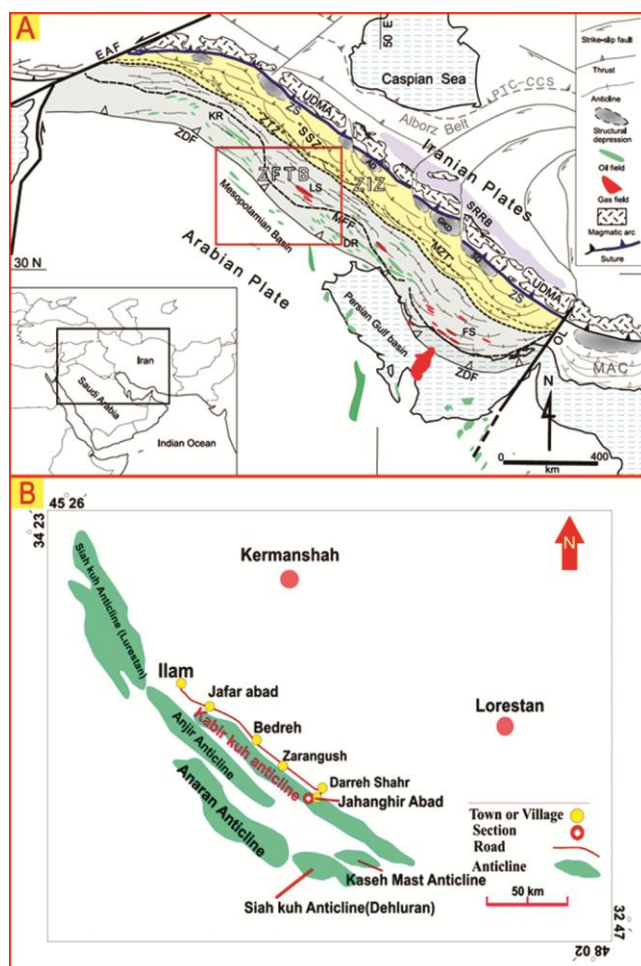 A
EAF
50 E
Caspian Sea
PTC-CCS
Alborz Belt
UDMA
ZS
Iranian Plates
SSZ
ZTZ
KR
ZDF
ZFTB
LS
ZIZ
SRRB
Mesopotamian Basin
MFF
DR
MZT
UDMA
ZS
Arabian Plate
30 N
Persian Gulf basin
FS
ZDF
OL
MAC
N
0 400
km
Strike-slip fault
Thrust
Anticline
Structural depression
Oil field
Gas field
Magmatic arc
Suture
Iran
Saudi Arabia
Indian Ocean
B
45 26
34 23
N
Kermanshah
Siah kuh Anticline (Lurestan)
Ilam
Jafar abad
Lorestan
Bedreh
Kabir kuh anticline
Anjir Anticline
Zarangush
Anaran Anticline
Darreh Shahr
Jahanghir Abad
Kaseh Mast Anticline
Siah kuh Anticline(Dehluran)
Town or Village
Section
Road
Anticline
50 km
32 47
48 02